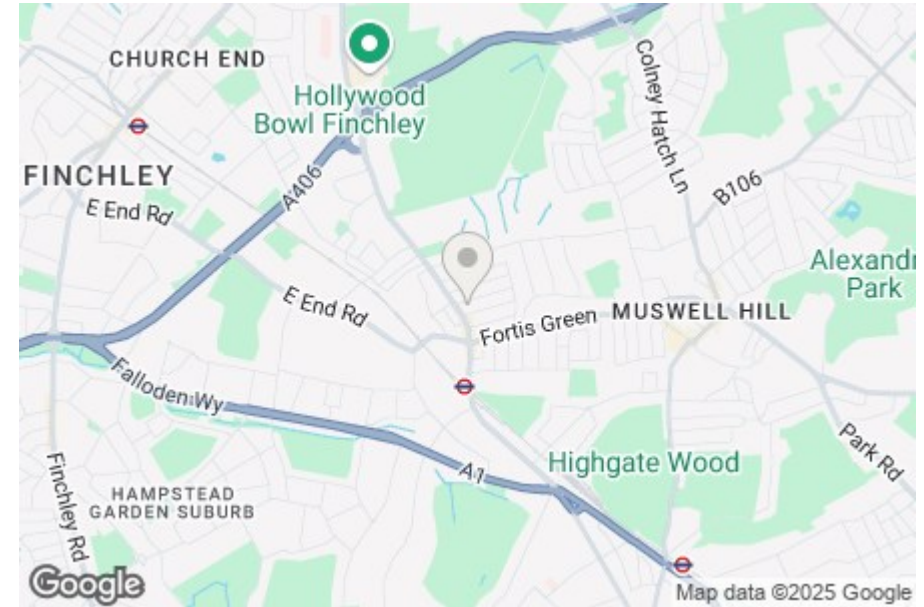 CHURCH END
Hollywood
Bowl Finchley
FINCHLEY
E End Rd
A406
Colney Hatch Ln
B106
Alexandr
Park
E End Rd
Fortis Green
MUSWELL HILL
Falloden Wy
Finchley Rd
HAMPSTEAD
GARDEN SUBURB
A1
Highgate Wood
Park Rd
Google
Map data ©2025 Google